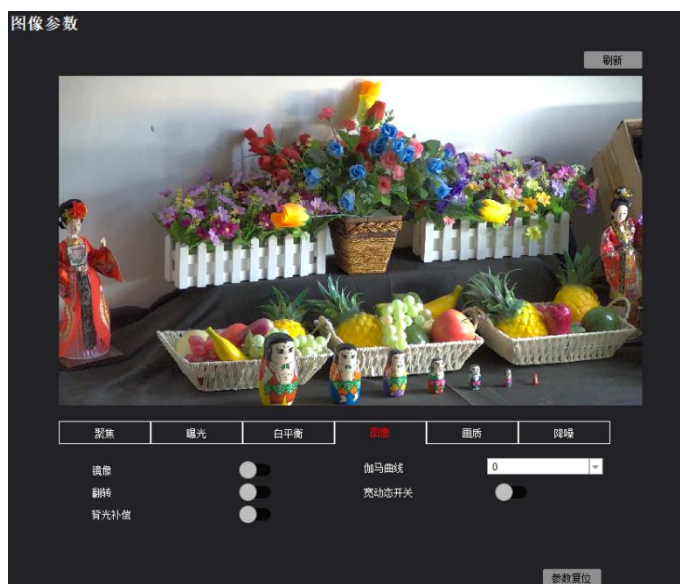 图像参数
刷新
聚焦 曝光 白平衡 图像 画质 降噪
镜像 伽马曲线 0
翻转 宽动态开关
背光补偿
参数复位